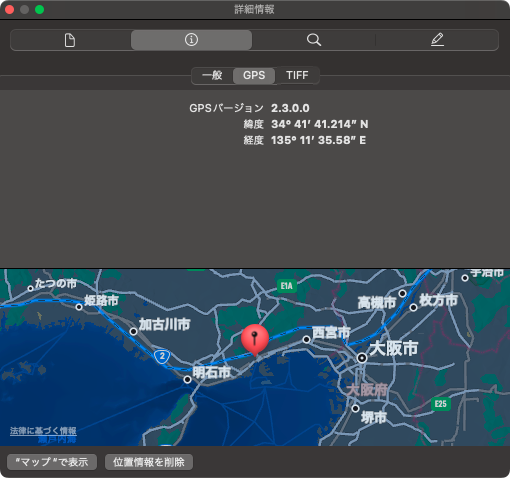 詳細情報
一般 GPS TIFF
GPSバージョン 2.3.0.0
緯度 34° 41’ 41.214” N
経度 135° 11’ 35.58” E
宇治市
たつの市
E1A
姫路市
高槻市
枚方市
加古川市
西宮市
2
大阪市
明石市
大阪府
E25
堺市
法律に基づく情報
瀬戸内海
“マップ”で表示 位置情報を削除